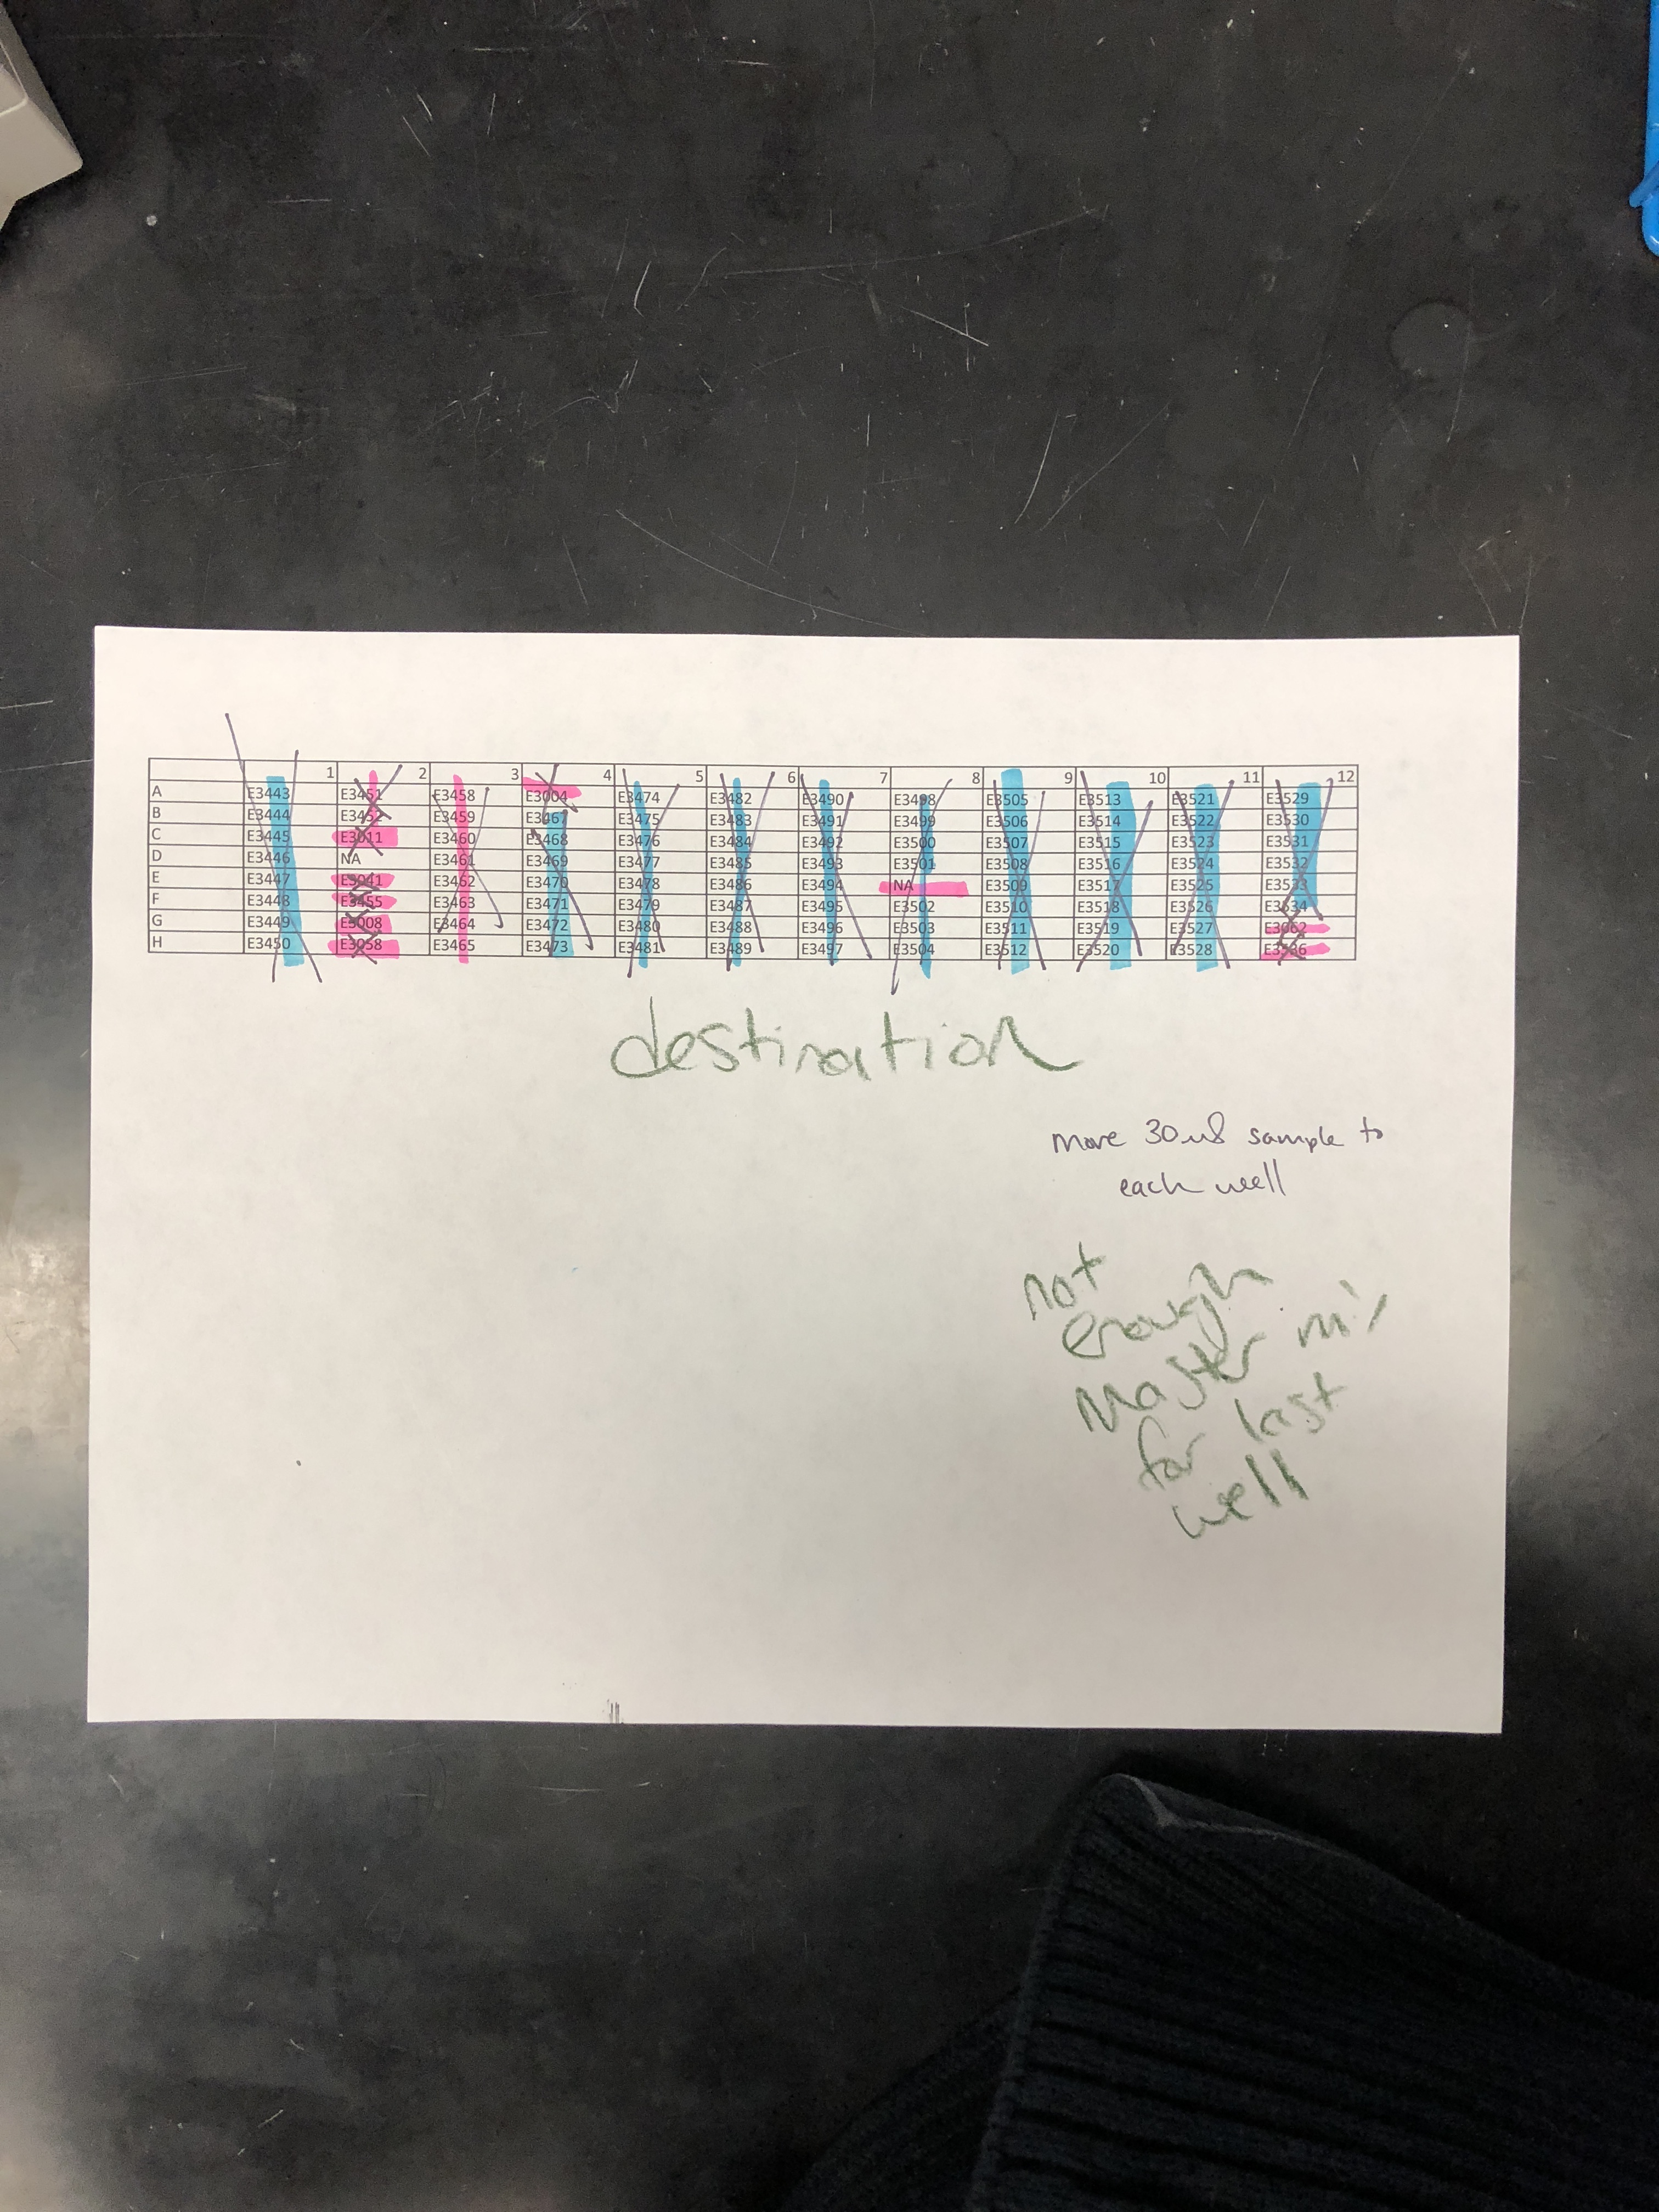 1 2 3 4 5 6 7 8 9 10 11 12
A E3443 E3451 E3458 E3004 E3474 E3482 E3490 E3498 E3505 E3513 E3521 E3529
B E3444 E3452 E3459 E3467 E3475 E3483 E3491 E3499 E3506 E3514 E3522 E3530
C E3445 E3011 E3460 E3468 E3476 E3484 E3492 E3500 E3507 E3515 E3523 E3531
D E3446 NA E3461 E3469 E3477 E3485 E3493 E3501 E3508 E3516 E3524 E3532
E E3447 E3041 E3462 E3470 E3478 E3486 E3494 NA E3509 E3517 E3525 E3533
F E3448 E3455 E3463 E3471 E3479 E3487 E3495 E3502 E3510 E3518 E3526 E3534
G E3449 E3008 E3464 E3472 E3480 E3488 E3496 E3503 E3511 E3519 E3527 E3062
H E3450 E3058 E3465 E3473 E3481 E3489 E3497 E3504 E3512 E3520 E3528
destination
move 30ul sample to
each well
not
enough
Master mix
for last
well